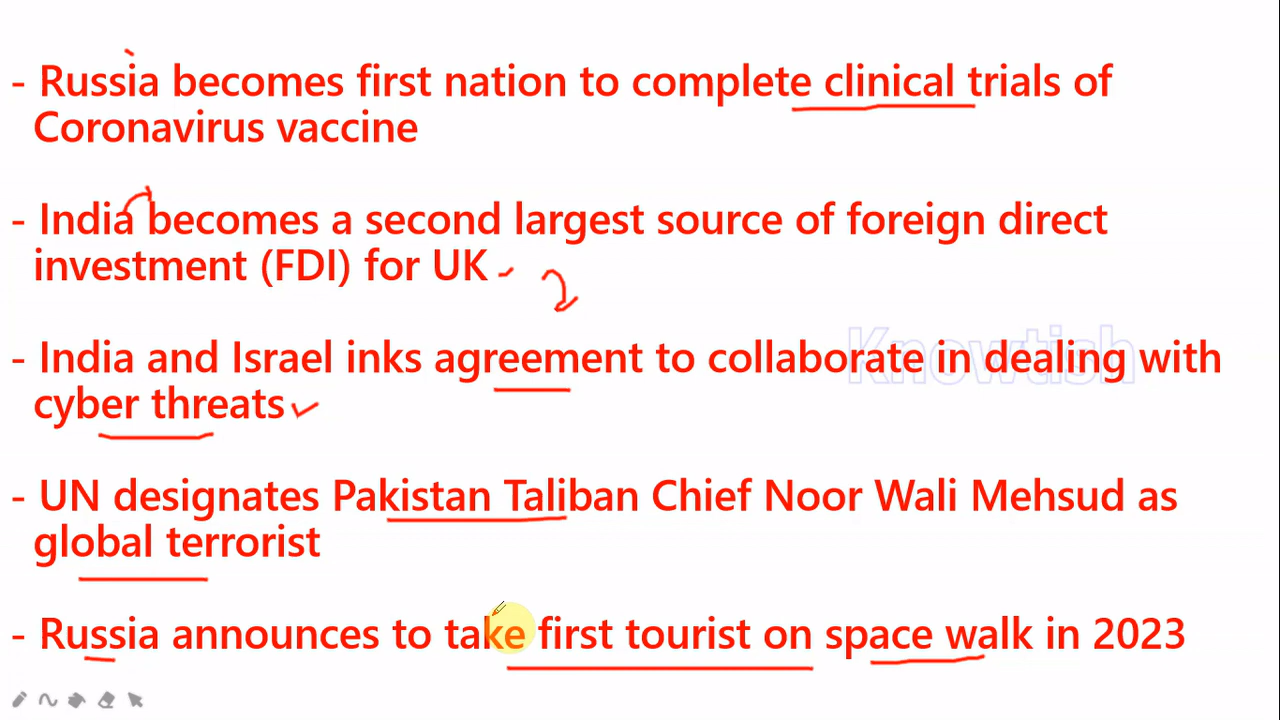 - Russia becomes first nation to complete clinical trials of
Coronavirus vaccine
- India becomes a second largest source of foreign direct
investment (FDI) for UK
- India and Israel inks agreement to collaborate in dealing with
cyber threats
Knowtish
- UN designates Pakistan Taliban Chief Noor Wali Mehsud as
global terrorist
- Russia announces to take first tourist on space walk in 2023